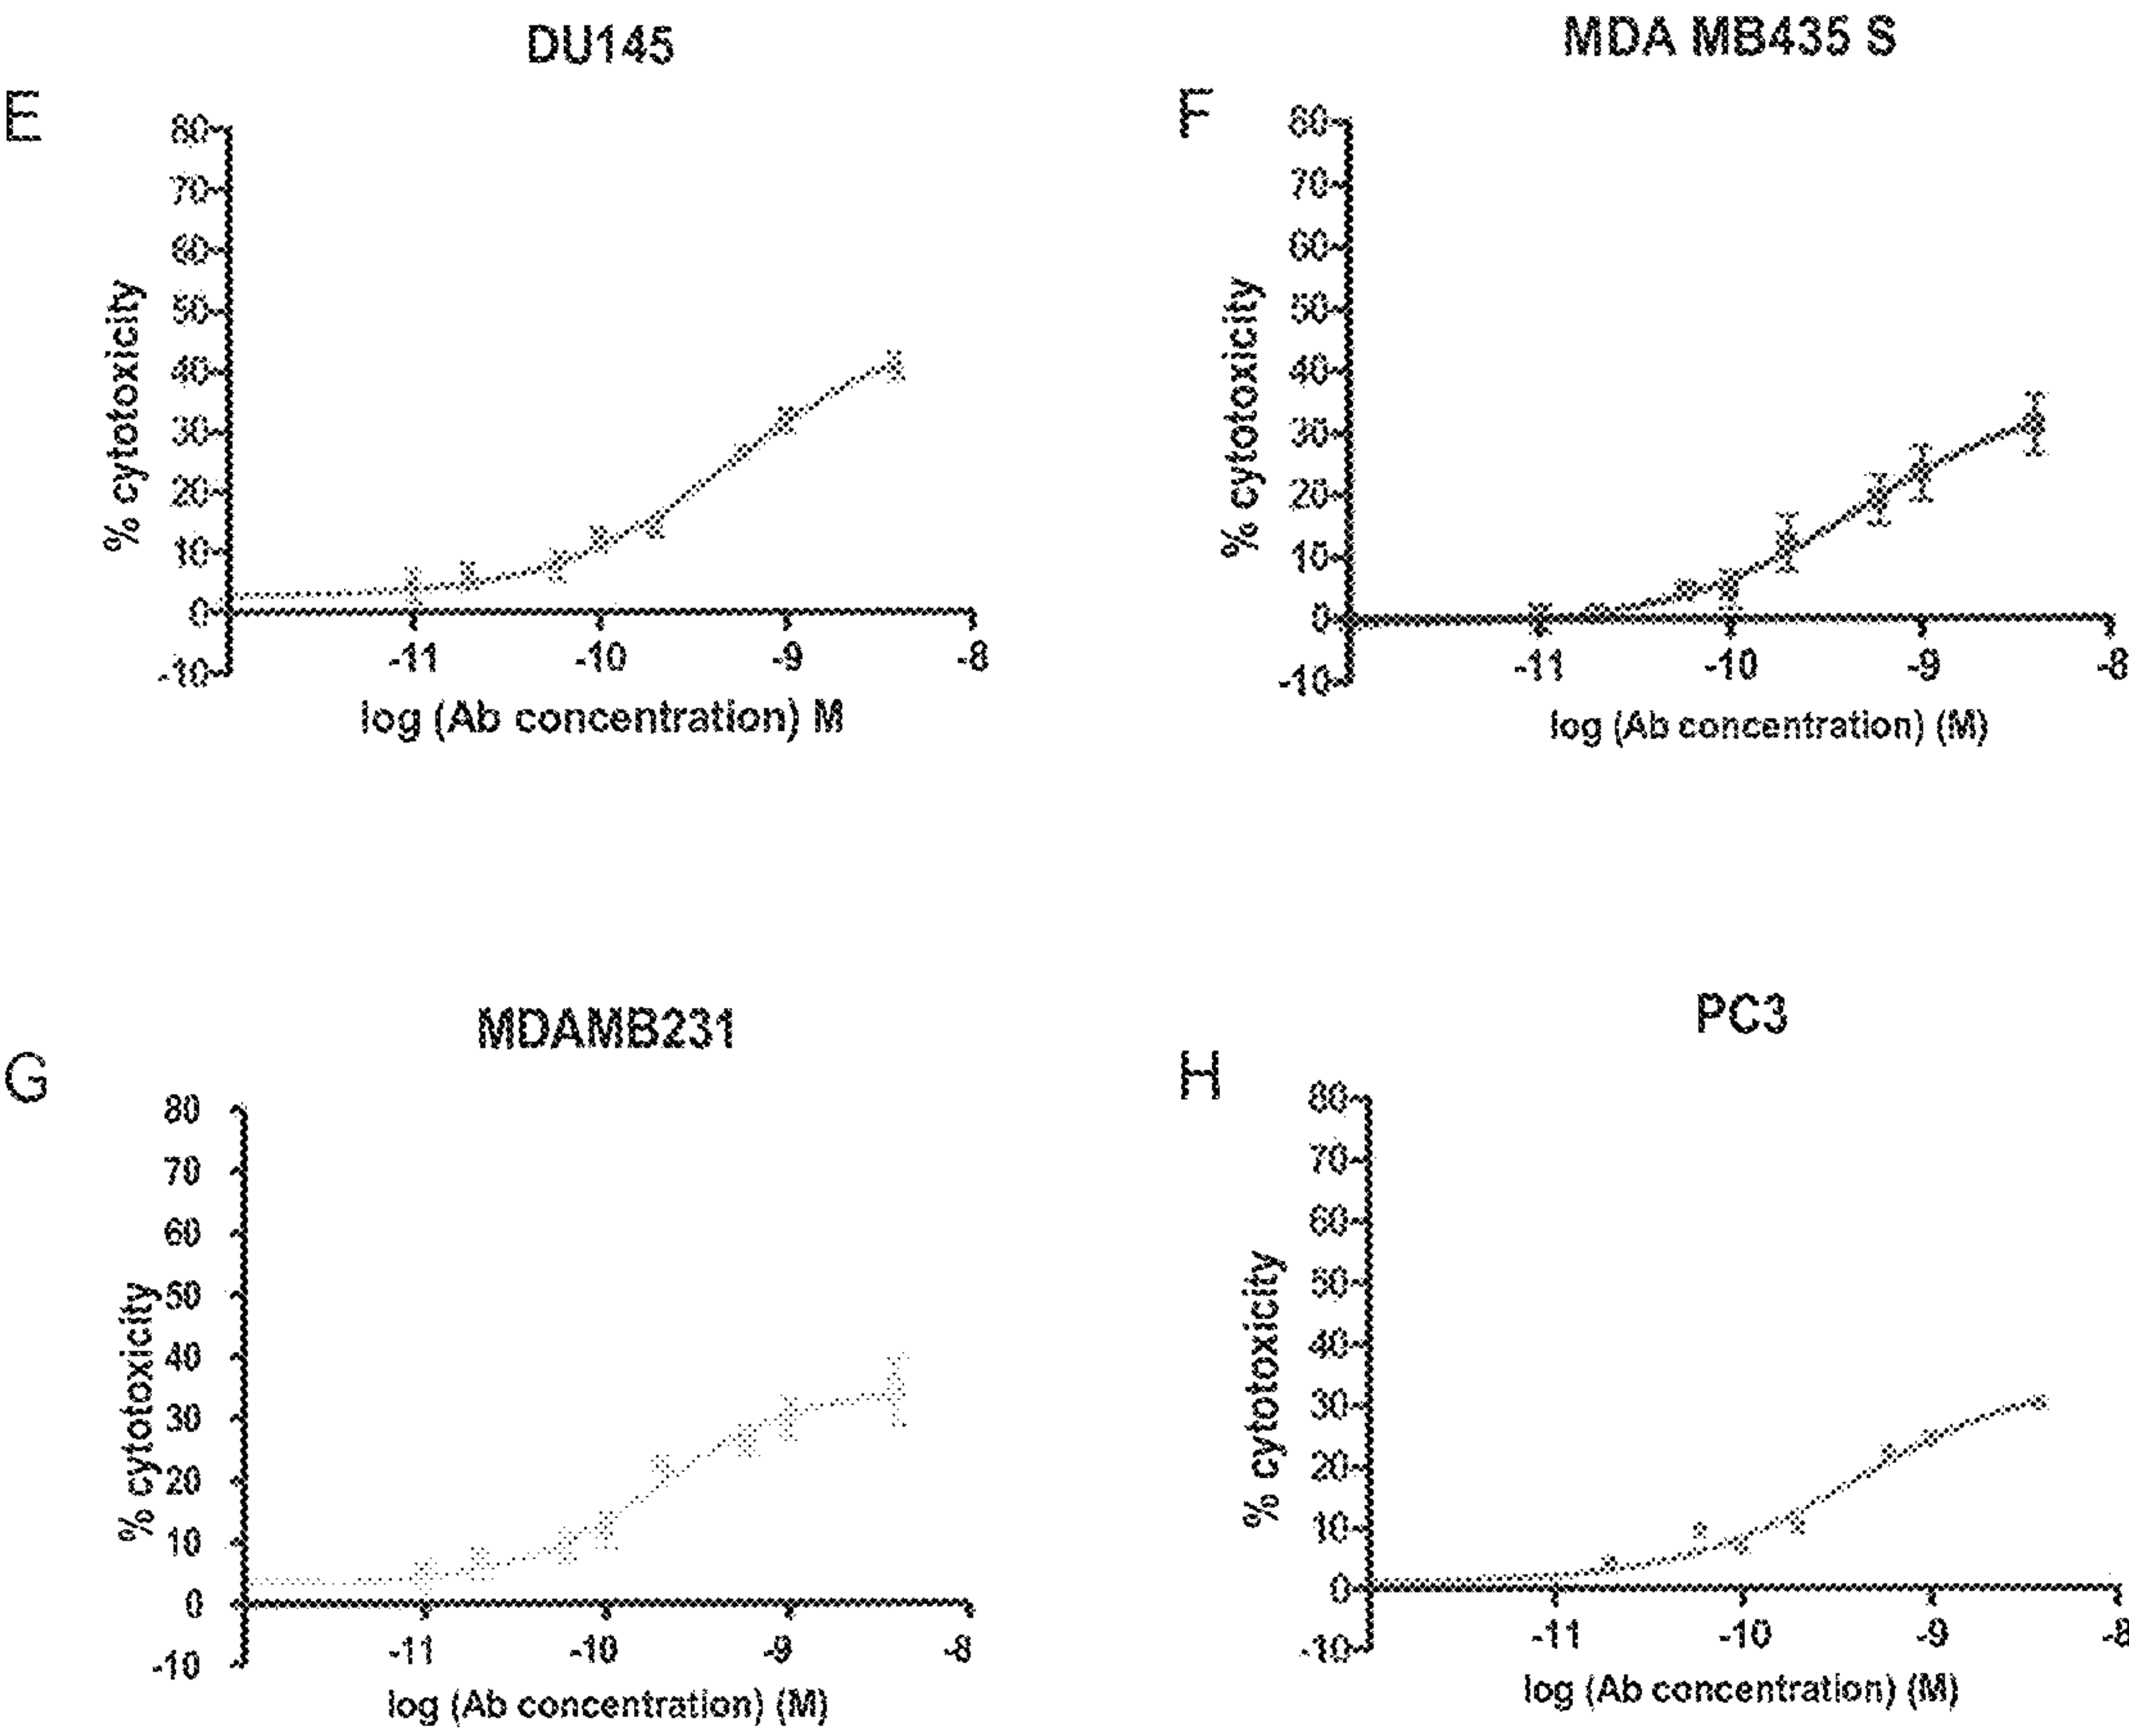 DU145
E
80
70
60
50
40
30
20
10
0
-10
% cytotoxicity
-11 -10 -9 -8
log (Ab concentration) M
MDA MB435 S
F
80
70
60
50
40
30
20
10
0
-10
% cytotoxicity
-11 -10 -9 -8
log (Ab concentration) (M)
MDAMB231
G
80
70
60
50
40
30
20
10
0
-10
% cytotoxicity
-11 -10 -9 -8
log (Ab concentration) (M)
PC3
H
80
70
60
50
40
30
20
10
0
-10
% cytotoxicity
-11 -10 -9 -8
log (Ab concentration) (M)